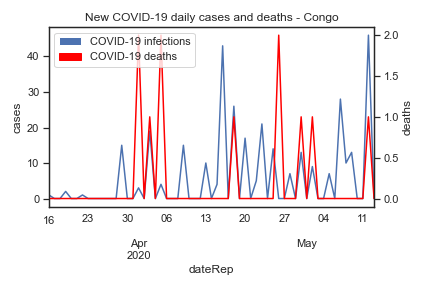 New COVID-19 daily cases and deaths - Congo
COVID-19 infections
COVID-19 deaths
cases
40
30
20
10
0
deaths
2.0
1.5
1.0
0.5
0.0
16 23 30 06 13 20 27 04 11
Apr May
2020
dateRep